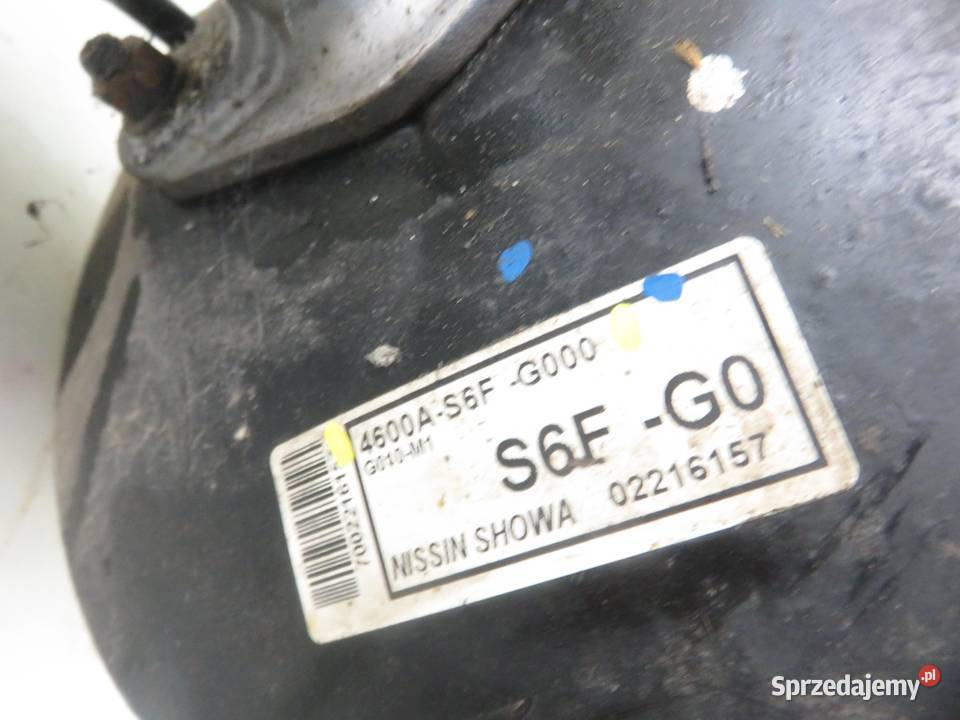 4600A-S6F -G000
G010-M1
S6F -G0
NISSIN SHOWA 02216157
Sprzedajemy.pl